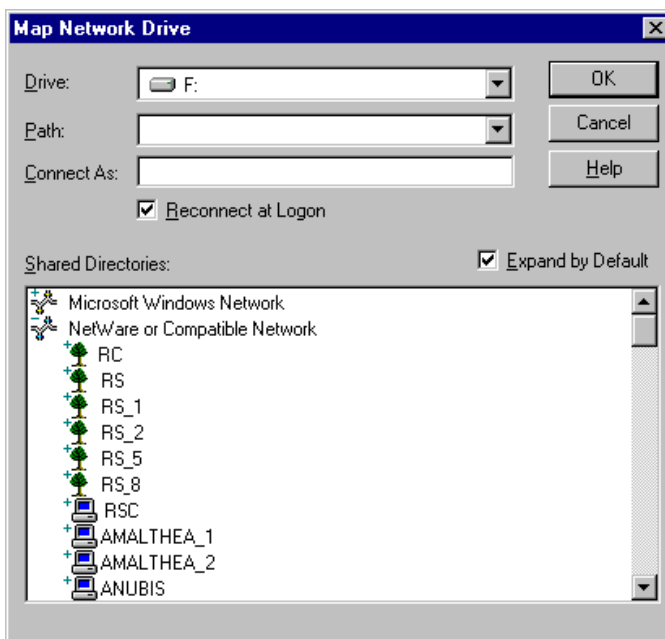 Map Network Drive
Drive: F: OK
Path: Cancel
Connect As: Help
Reconnect at Logon
Shared Directories: Expand by Default
Microsoft Windows Network
NetWare or Compatible Network
RC
RS
RS_1
RS_2
RS_5
RS_8
RSC
AMALTHEA_1
AMALTHEA_2
ANUBIS